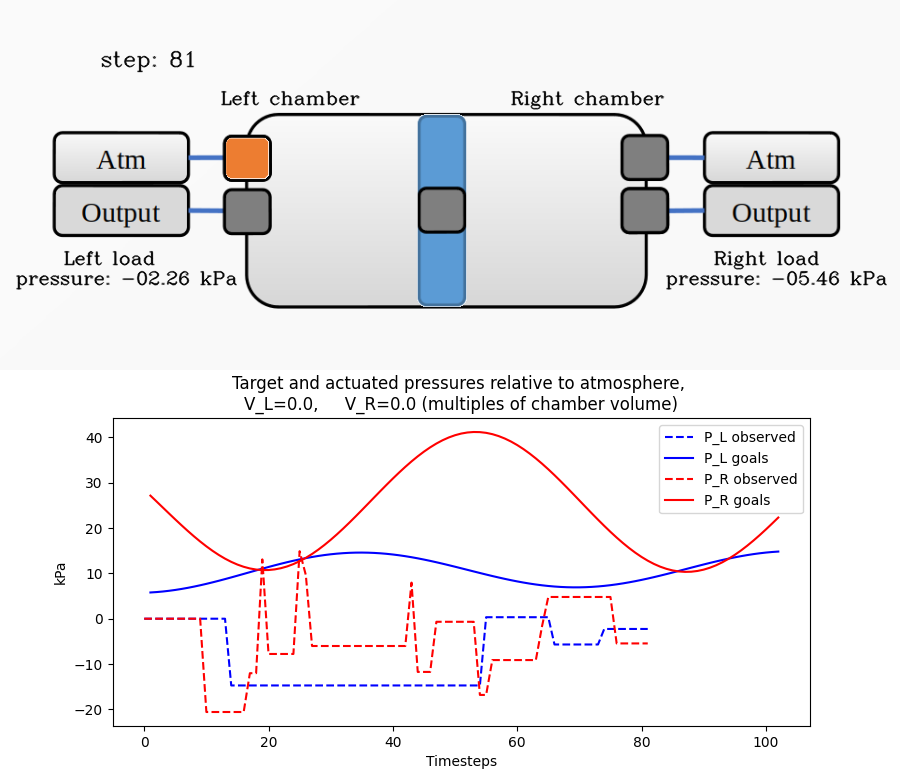 step: 81
Left chamber
Right chamber
Atm
Atm
Output
Output
Left load
pressure: -02.26 kPa
Right load
pressure: -05.46 kPa
Target and actuated pressures relative to atmosphere,
V_L=0.0, V_R=0.0 (multiples of chamber volume)
P_L observed
P_L goals
P_R observed
P_R goals
kPa
40
30
20
10
0
−10
−20
0 20 40 60 80 100
Timesteps